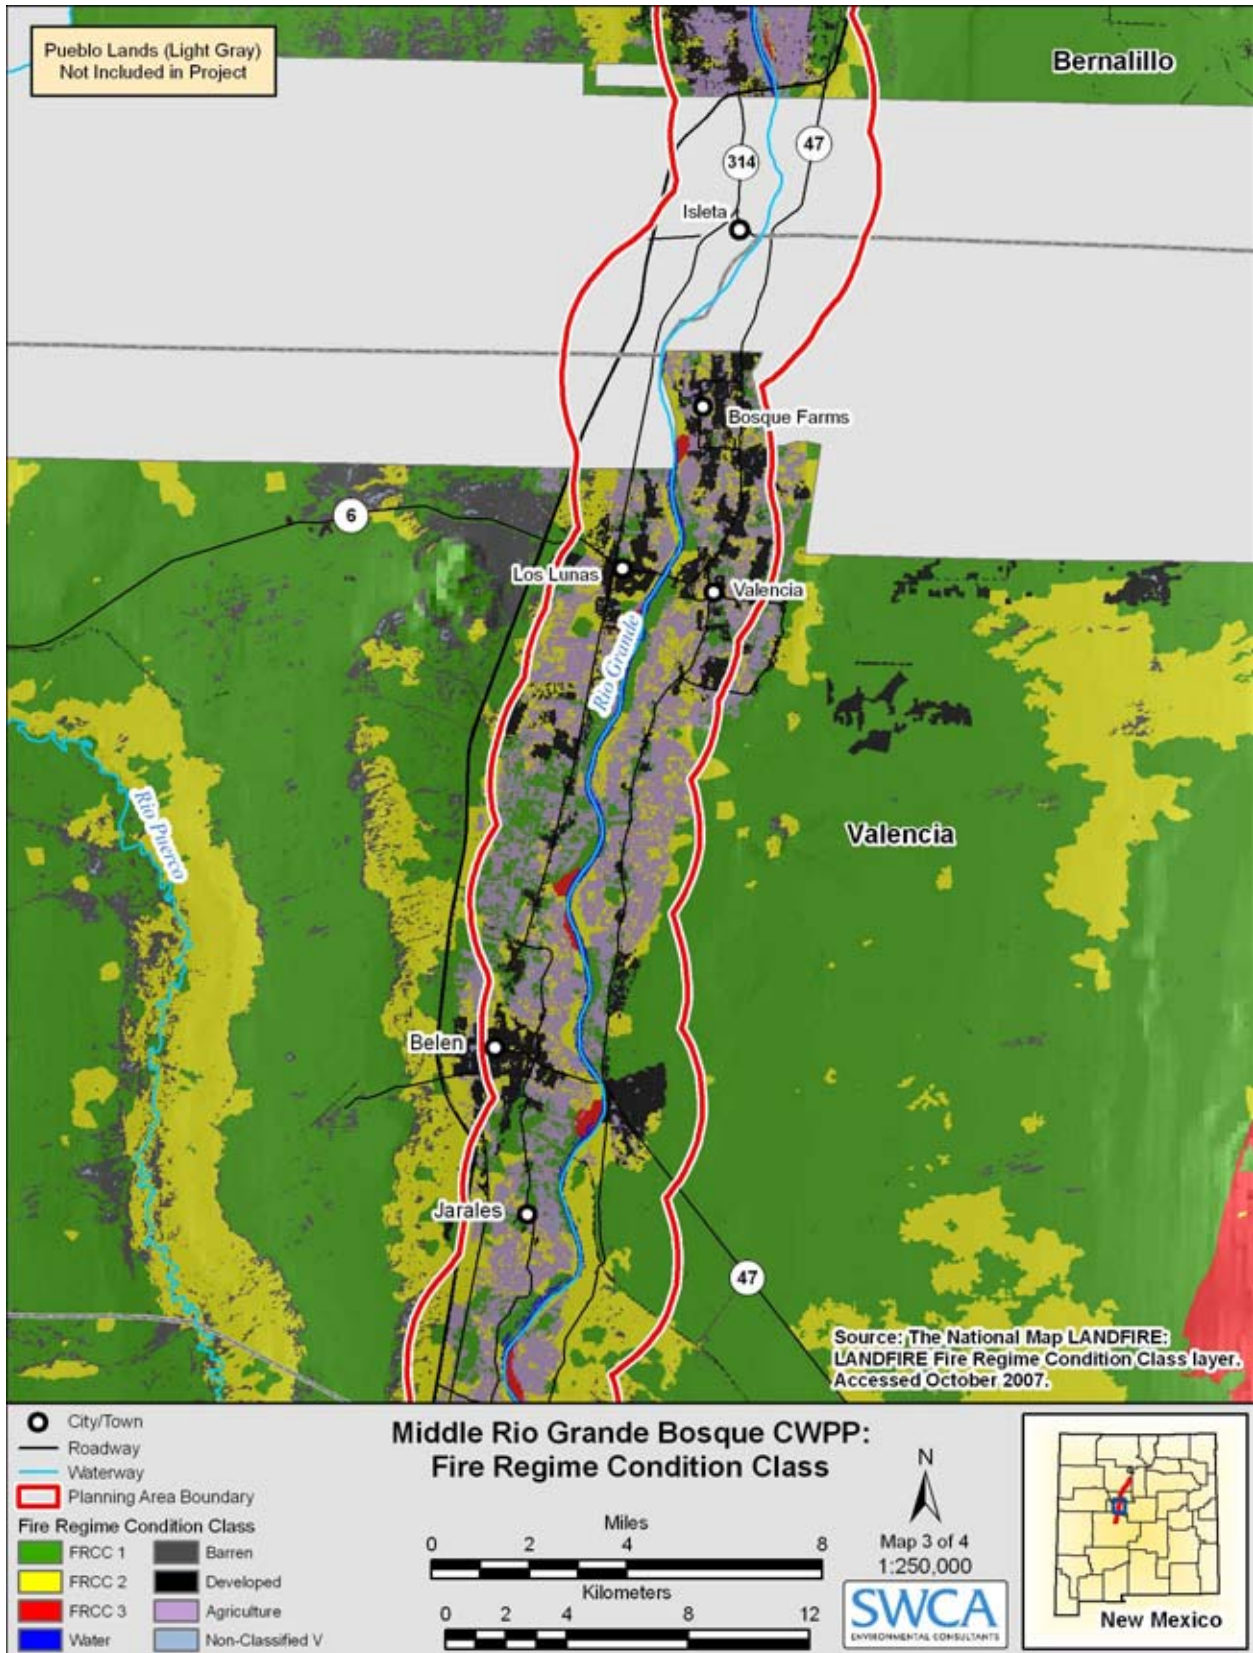 Pueblo Lands (Light Gray)
Not Included in Project
Bernalillo
47
314
Isleta
Bosque Farms
6
Los Lunas
Valencia
Rio Grande
Rio Puerco
Valencia
Belen
Jarales
47
Source: The National Map LANDFIRE:
LANDFIRE Fire Regime Condition Class layer.
Accessed October 2007.
City/Town
Roadway
Waterway
Planning Area Boundary
Fire Regime Condition Class
FRCC 1
Barren
FRCC 2
Developed
FRCC 3
Agriculture
Water
Non-Classified V
Middle Rio Grande Bosque CWPP:
Fire Regime Condition Class
Miles
0 2 4 8
Kilometers
0 2 4 8 12
N
Map 3 of 4
1:250,000
SWCA
ENVIRONMENTAL CONSULTANTS
New Mexico